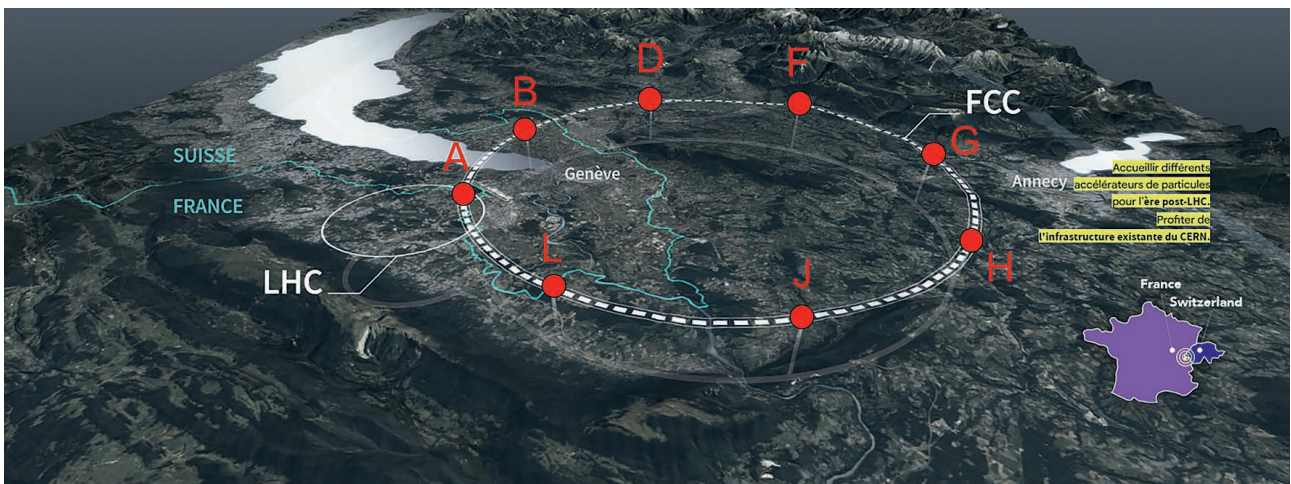 D
F
B
FCC
A
G
SUISSE
Genève
Annecy
Accueillir différents
accélérateurs de particules
pour l'ère post-LHC.
Profiter de
l'infrastructure existante du CERN.
FRANCE
L
H
LHC
J
France
Switzerland